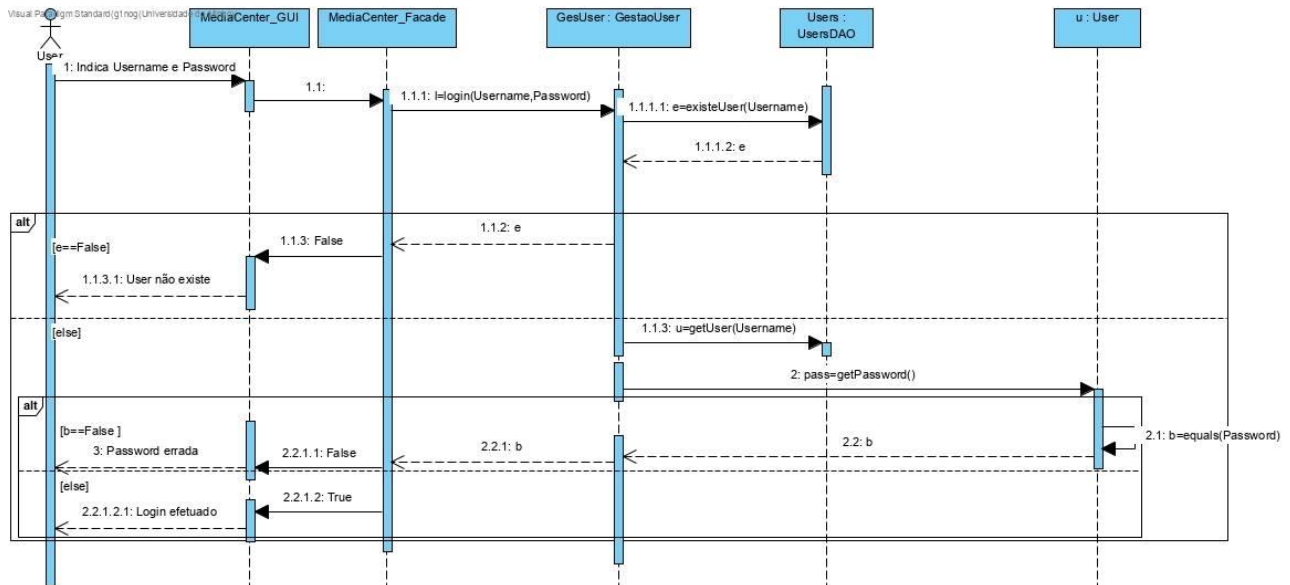 Visual Paradigm Standard(g1nog(Universidade
MediaCenter_GUI
MediaCenter_Facade
GesUser : GestaoUser
Users :
UsersDAO
u : User
User
1: Indica Username e Password
1.1:
1.1.1: l=login(Username,Password)
1.1.1.1: e=existeUser(Username)
1.1.1.2: e
alt
1.1.2: e
1.1.3: False
[e==False]
1.1.3.1: User não existe
[else]
1.1.3: u=getUser(Username)
2: pass=getPassword()
alt
[b==False ]
2.1: b=equals(Password)
2.2: b
2.2.1: b
2.2.1.1: False
3: Password errada
[else]
2.2.1.2: True
2.2.1.2.1: Login efetuado